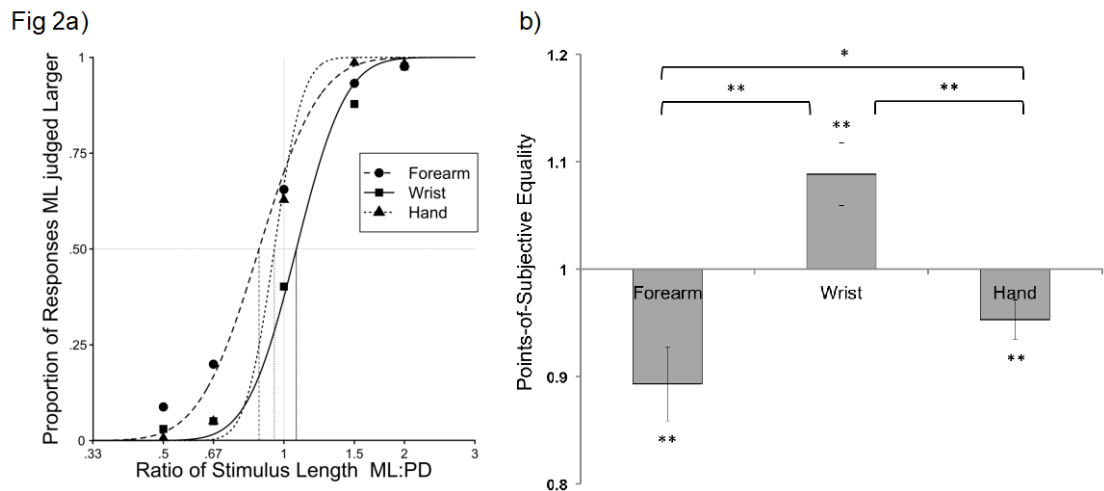 Fig 2a)
Proportion of Responses ML judged Larger
1
.75
.50
.25
0
.33
.5
.67
1
1.5
2
3
Ratio of Stimulus Length ML:PD
Forearm
Wrist
Hand
b)
Points-of-Subjective Equality
1.2
1.1
1
0.9
0.8
*
**
**
**
Forearm
Wrist
Hand
**
**